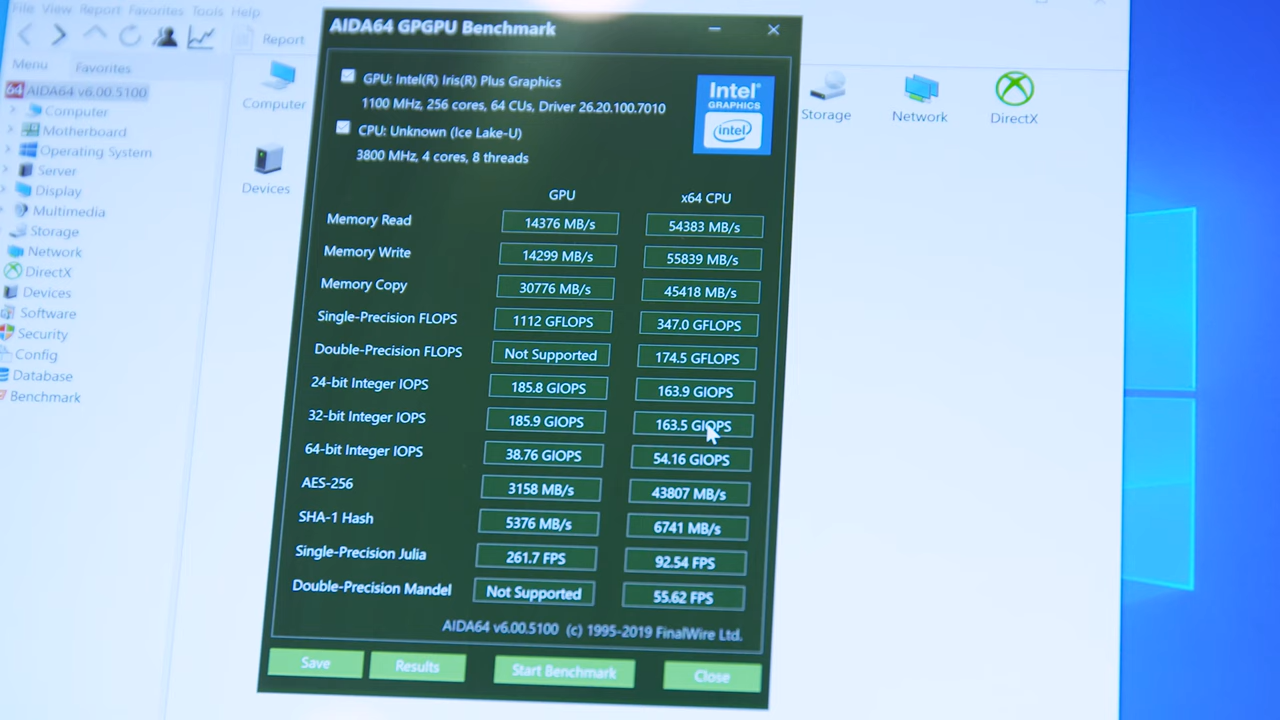 File View Report Favorites Tools Help
Report
Menu Favorites
64 AIDA64 v6.00.5100
Computer
Motherboard
Operating System
Server
Display
Multimedia
Storage
Network
DirectX
Devices
Software
Security
Config
Database
Benchmark
Computer
Devices
Storage
Network
DirectX
AIDA64 GPGPU Benchmark
GPU: Intel(R) Iris(R) Plus Graphics
1100 MHz, 256 cores, 64 CUs, Driver 26.20.100.7010
CPU: Unknown (Ice Lake-U)
3800 MHz, 4 cores, 8 threads
Intel®
GRAPHICS
intel
GPU x64 CPU
Memory Read 14376 MB/s 54383 MB/s
Memory Write 14299 MB/s 55839 MB/s
Memory Copy 30776 MB/s 45418 MB/s
Single-Precision FLOPS 1112 GFLOPS 347.0 GFLOPS
Double-Precision FLOPS Not Supported 174.5 GFLOPS
24-bit Integer IOPS 185.8 GIOPS 163.9 GIOPS
32-bit Integer IOPS 185.9 GIOPS 163.5 GIOPS
64-bit Integer IOPS 38.76 GIOPS 54.16 GIOPS
AES-256 3158 MB/s 43807 MB/s
SHA-1 Hash 5376 MB/s 6741 MB/s
Single-Precision Julia 261.7 FPS 92.54 FPS
Double-Precision Mandel Not Supported 55.62 FPS
AIDA64 v6.00.5100 (c) 1995-2019 FinalWire Ltd.
Save Results Start Benchmark Close